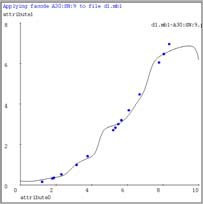 Applying facode A30:SN:9 to file d1.mb1
attribute1
d1.mb1-A30:SN:9,
8
6
4
2
0
0 2 4 6 8 10
attribute0